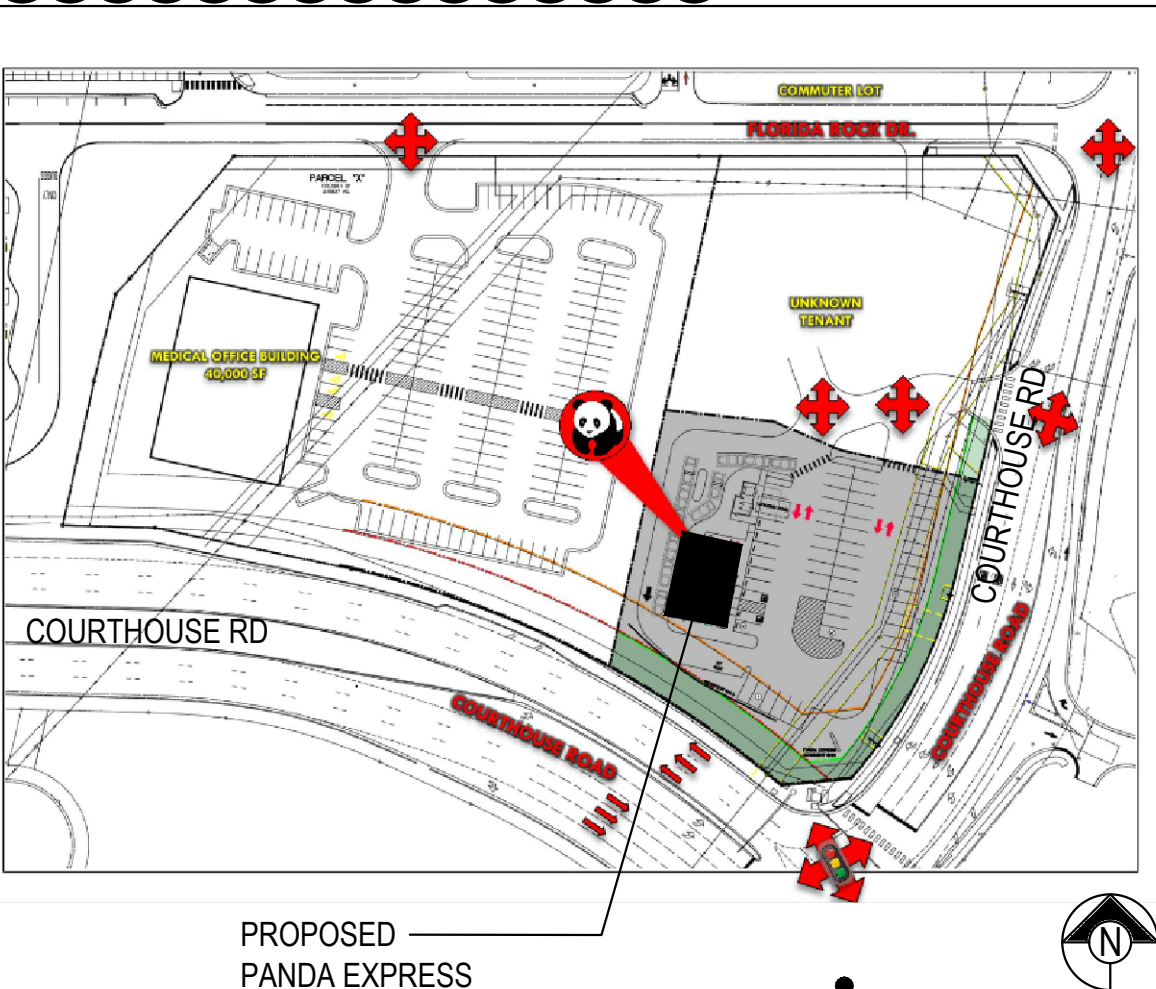 COMMUTER LOT
FLORIDA ROCK DR.
PARCEL "X"
UNKNOWN
TENANT
MEDICAL OFFICE BUILDING
40,000 SF
COURTHOUSE RD
COURTHOUSE RD
COURTHOUSE ROAD
COURTHOUSE ROAD
PROPOSED
PANDA EXPRESS
N